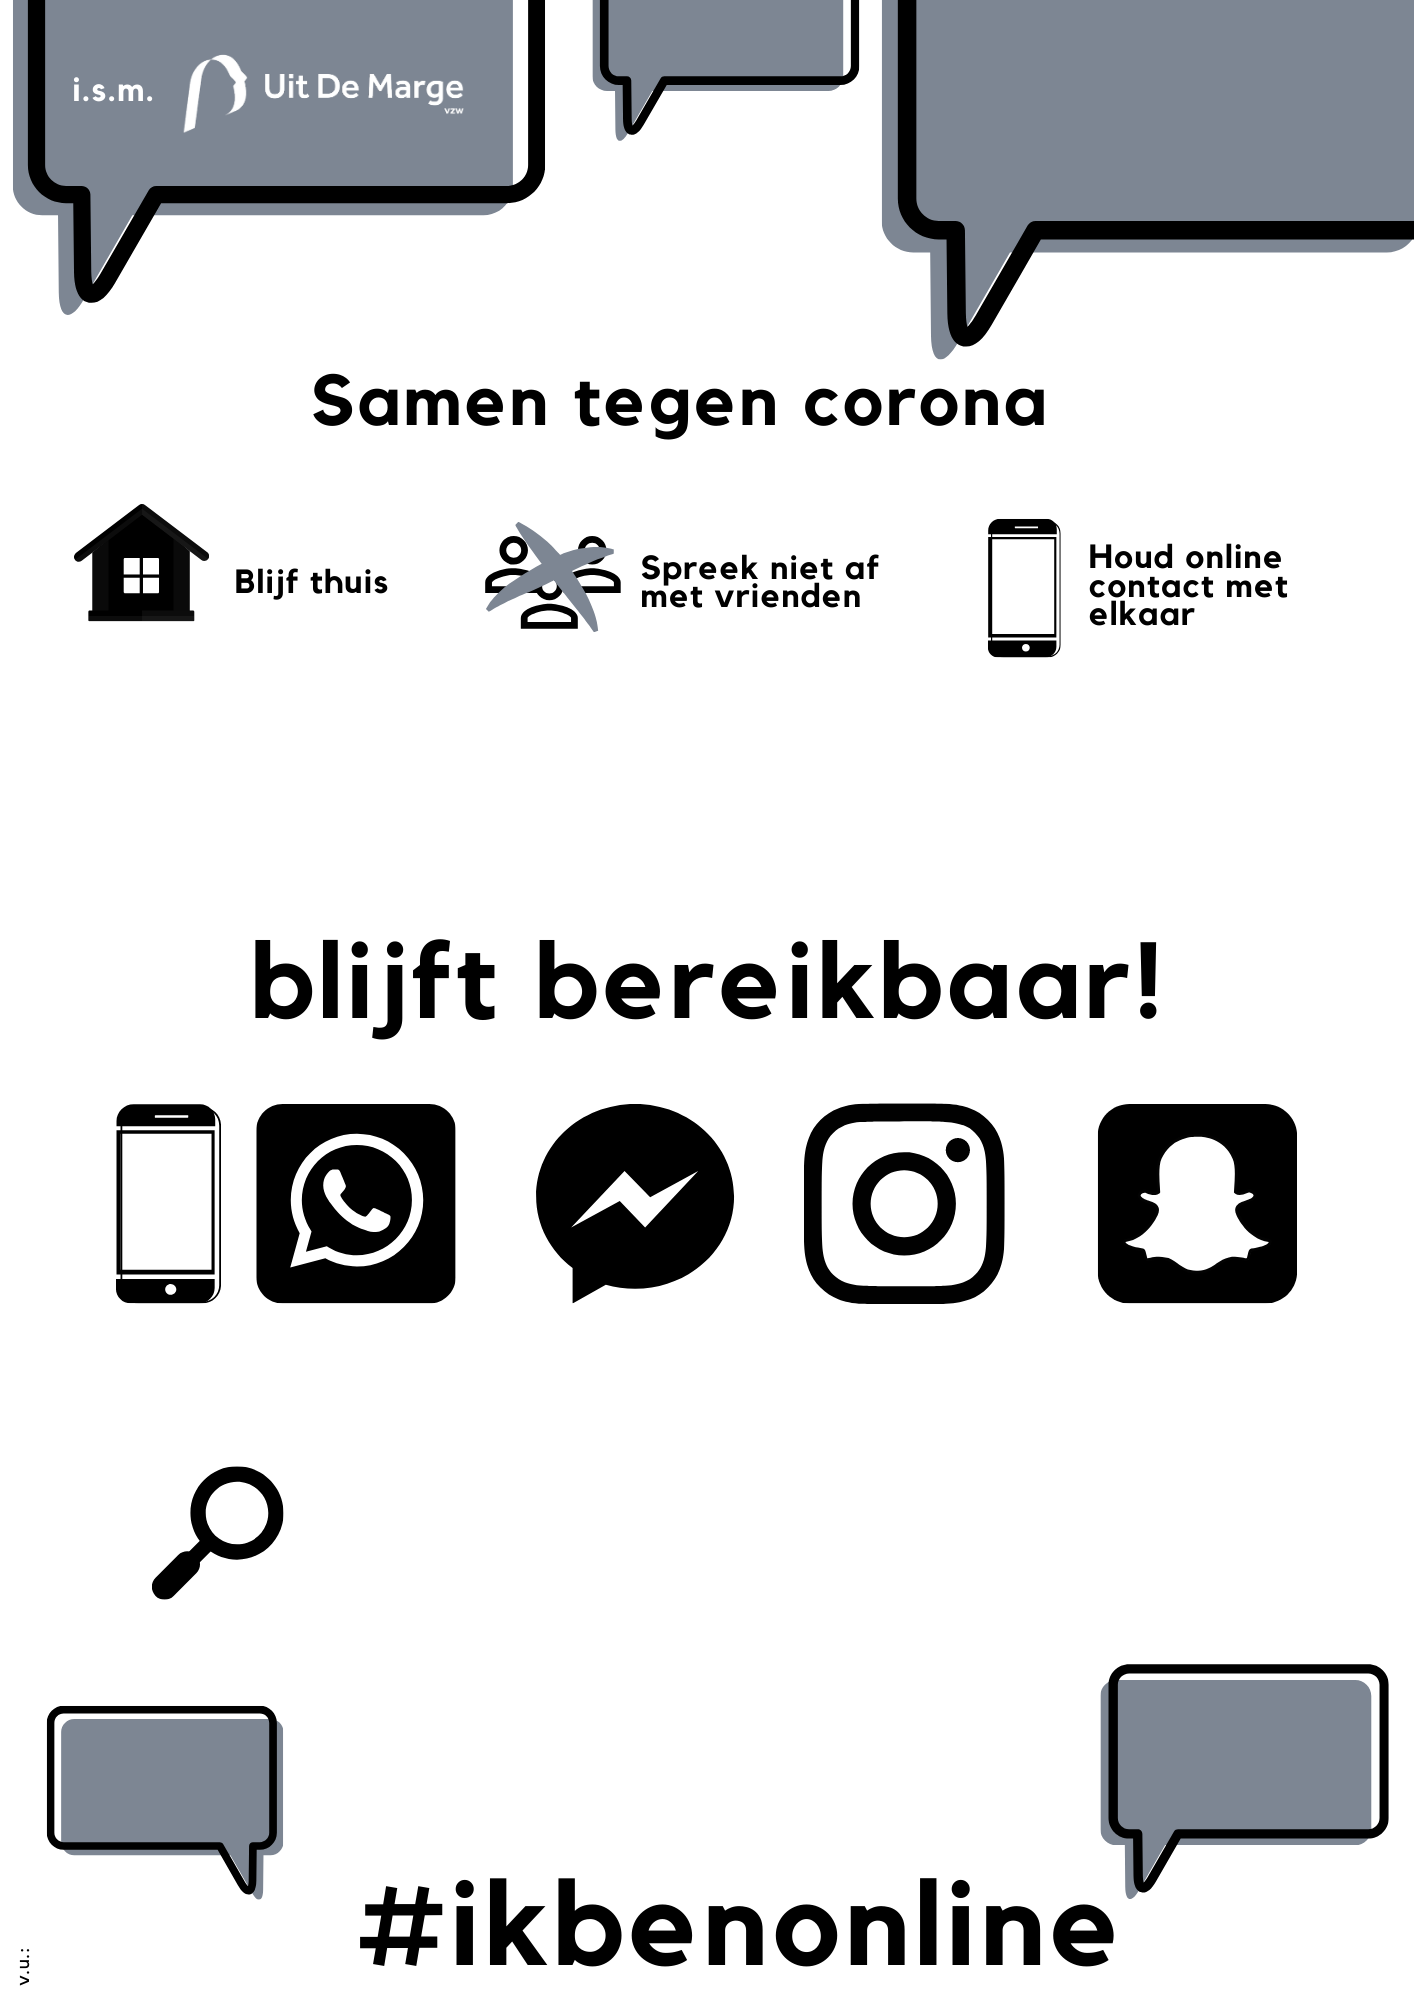 i.s.m. Uit De Marge
vzw
Samen tegen corona
Blijf thuis
Spreek niet af
met vrienden
Houd online
contact met
elkaar
blijft bereikbaar!
#ikbenonline
v.u.: